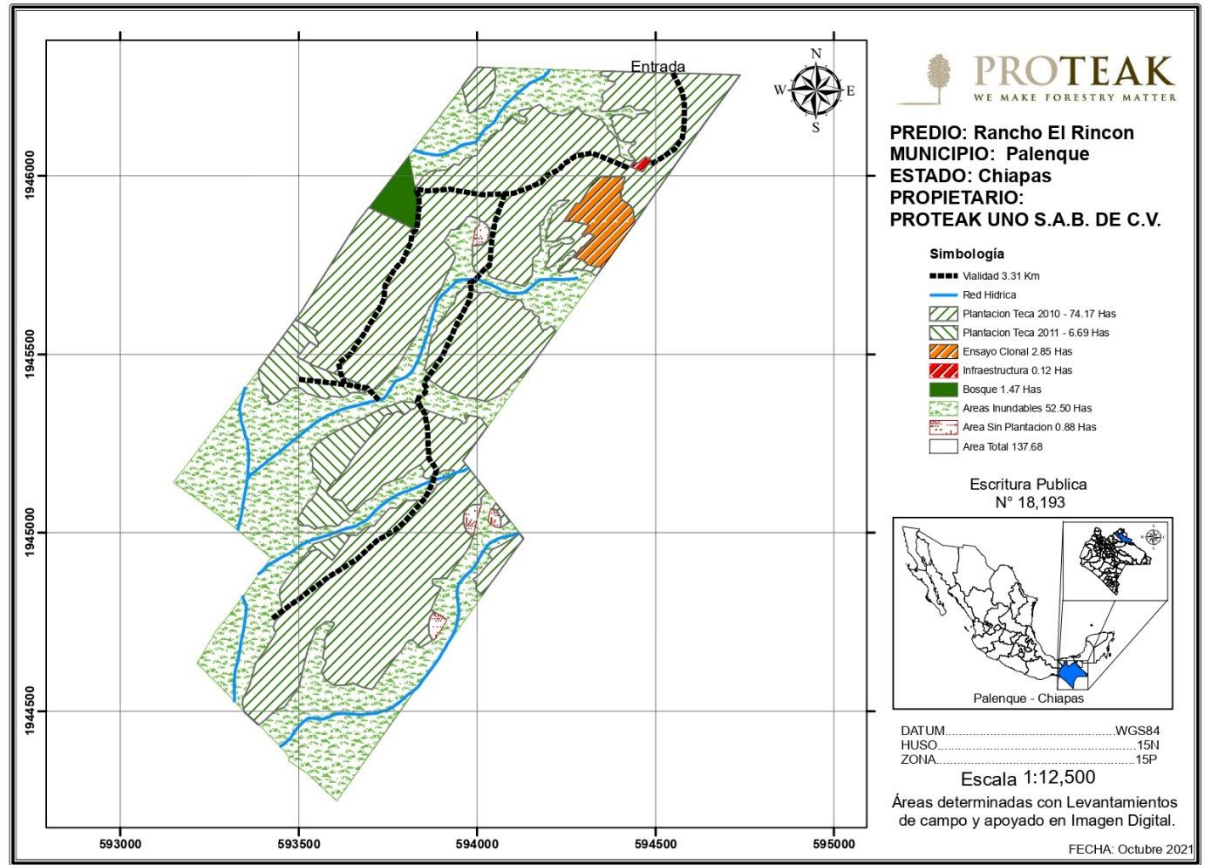 Entrada
N
W
E
S
1946000
1945500
1945000
1944500
593000
593500
594000
594500
595000
PROTEAK
WE MAKE FORESTRY MATTER
PREDIO: Rancho El Rincon
MUNICIPIO: Palenque
ESTADO: Chiapas
PROPIETARIO:
PROTEAK UNO S.A.B. DE C.V.
Simbología
Vialidad 3.31 Km
Red Hidrica
Plantacion Teca 2010 - 74.17 Has
Plantacion Teca 2011 - 6.69 Has
Ensayo Clonal 2.85 Has
Infraestructura 0.12 Has
Bosque 1.47 Has
Areas Inundables 52.50 Has
Area Sin Plantacion 0.88 Has
Area Total 137.68
Escritura Publica
N° 18,193
Palenque - Chiapas
DATUM..............................................WGS84
HUSO....................................................15N
ZONA.....................................................15P
Escala 1:12,500
Áreas determinadas con Levantamientos
de campo y apoyado en Imagen Digital.
FECHA: Octubre 2021